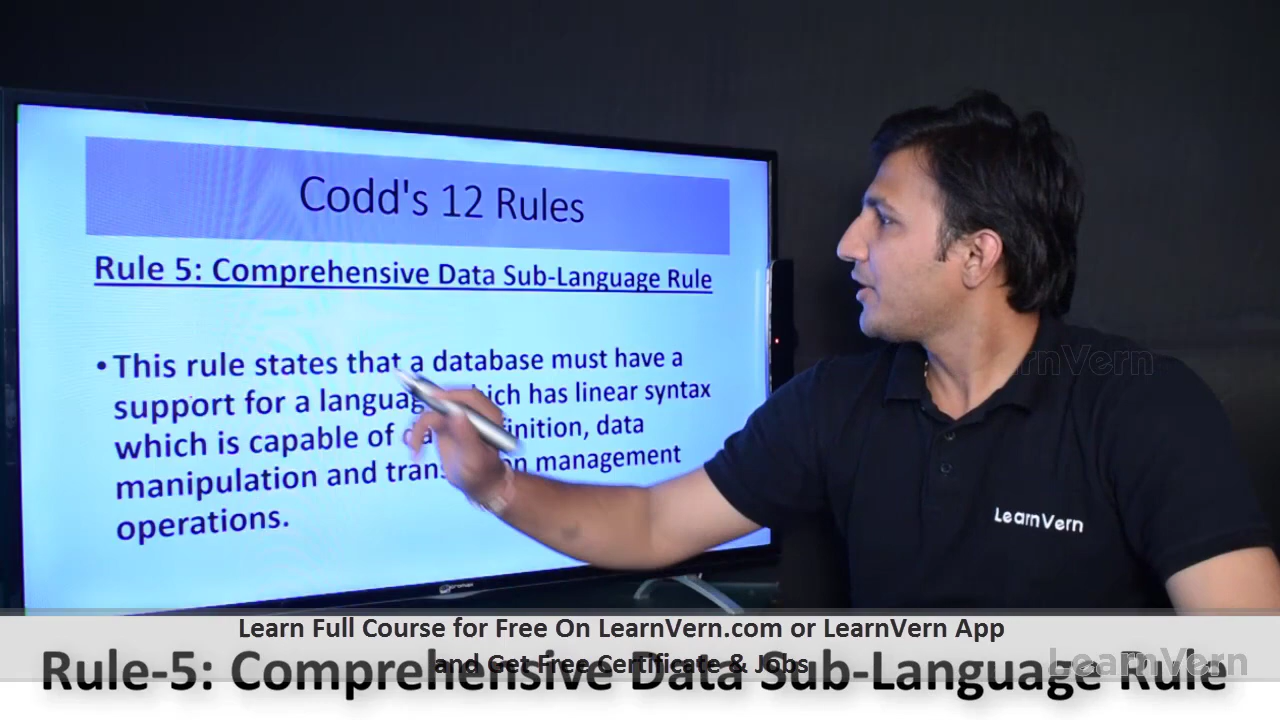 Codd's 12 Rules
Rule 5: Comprehensive Data Sub-Language Rule
• This rule states that a database must have a
support for a which has linear syntax
which is capable of data definition, data
manipulation and management
operations.
LearnVern
LearnVern
Learn Full Course for Free On LearnVern.com or LearnVern App
and Get Free Certificate & Jobs
Rule-5: Comprehensive Data Sub-Language Rule
LearnVern